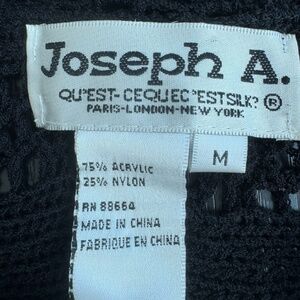 Joseph A.
QU'EST-CEQUEC'ESTSILK? ®
PARIS-LONDON-NEW YORK
M
75% ACRYLIC
25% NYLON
RN 88664
MADE IN CHINA
FABRIQUE EN CHINA